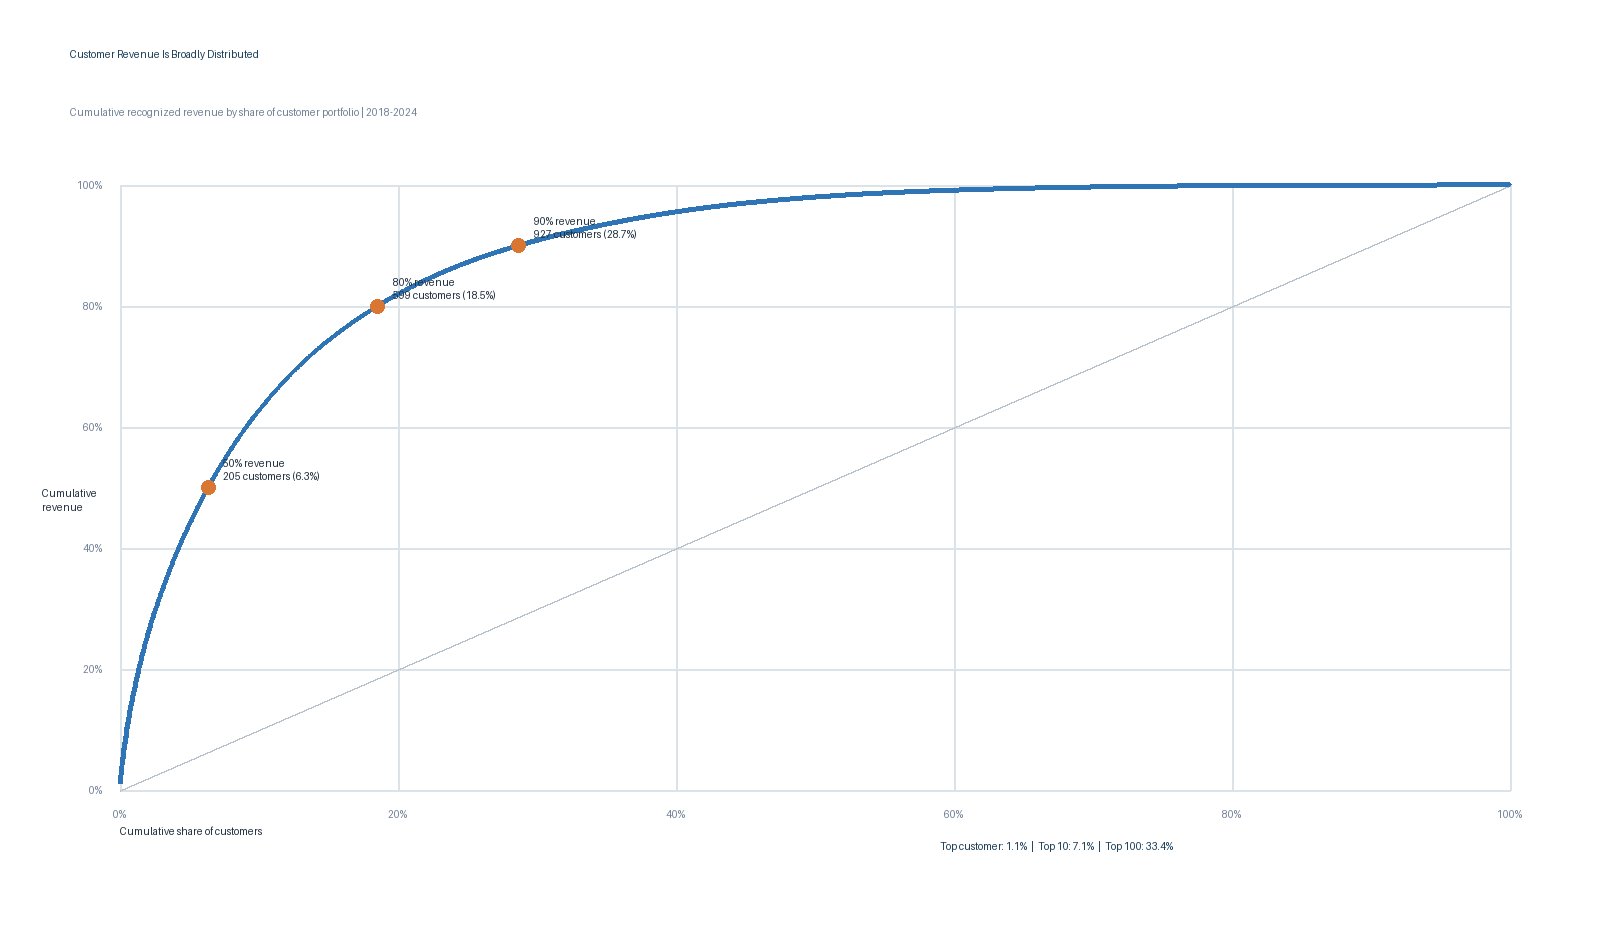 Customer Revenue Is Broadly Distributed
Cumulative recognized revenue by share of customer portfolio | 2018-2024
100%
90% revenue
927 customers (28.7%)
80% revenue
599 customers (18.5%)
80%
60%
50% revenue
205 customers (6.3%)
Cumulative
revenue
40%
20%
0%
0%
20%
40%
60%
80%
100%
Cumulative share of customers
Top customer: 1.1% | Top 10: 7.1% | Top 100: 33.4%